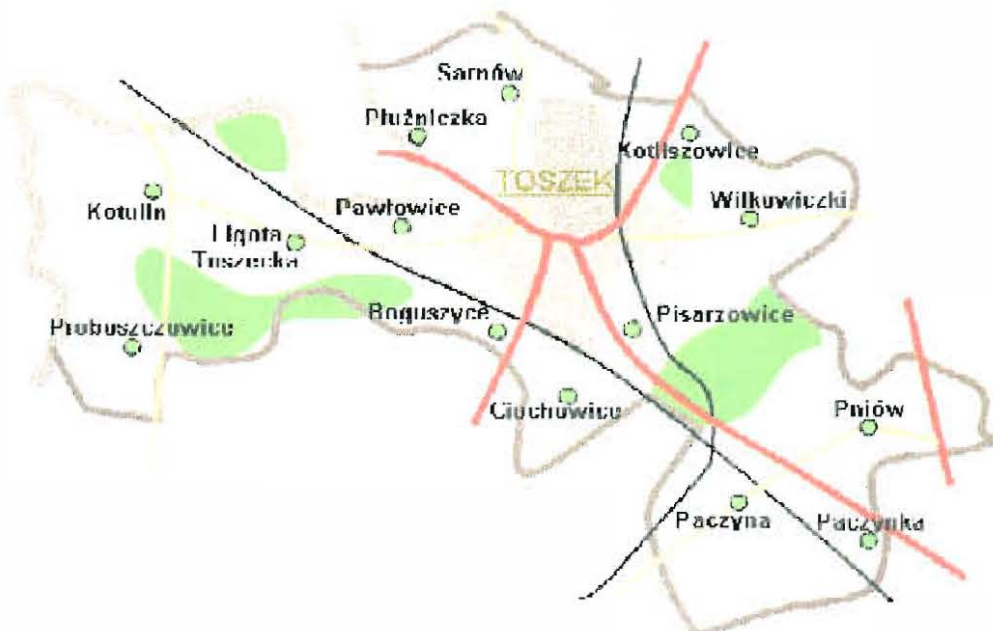 Sarnów
Płużniczka
Kotliszowice
TOSZEK
Kotulin
Pawłowice
Wilkowiczki
Ligota
Toszecka
Proboszczowice
Boguszyce
Pisarzowice
Ciochowice
Pniów
Paczyna
Paczynka